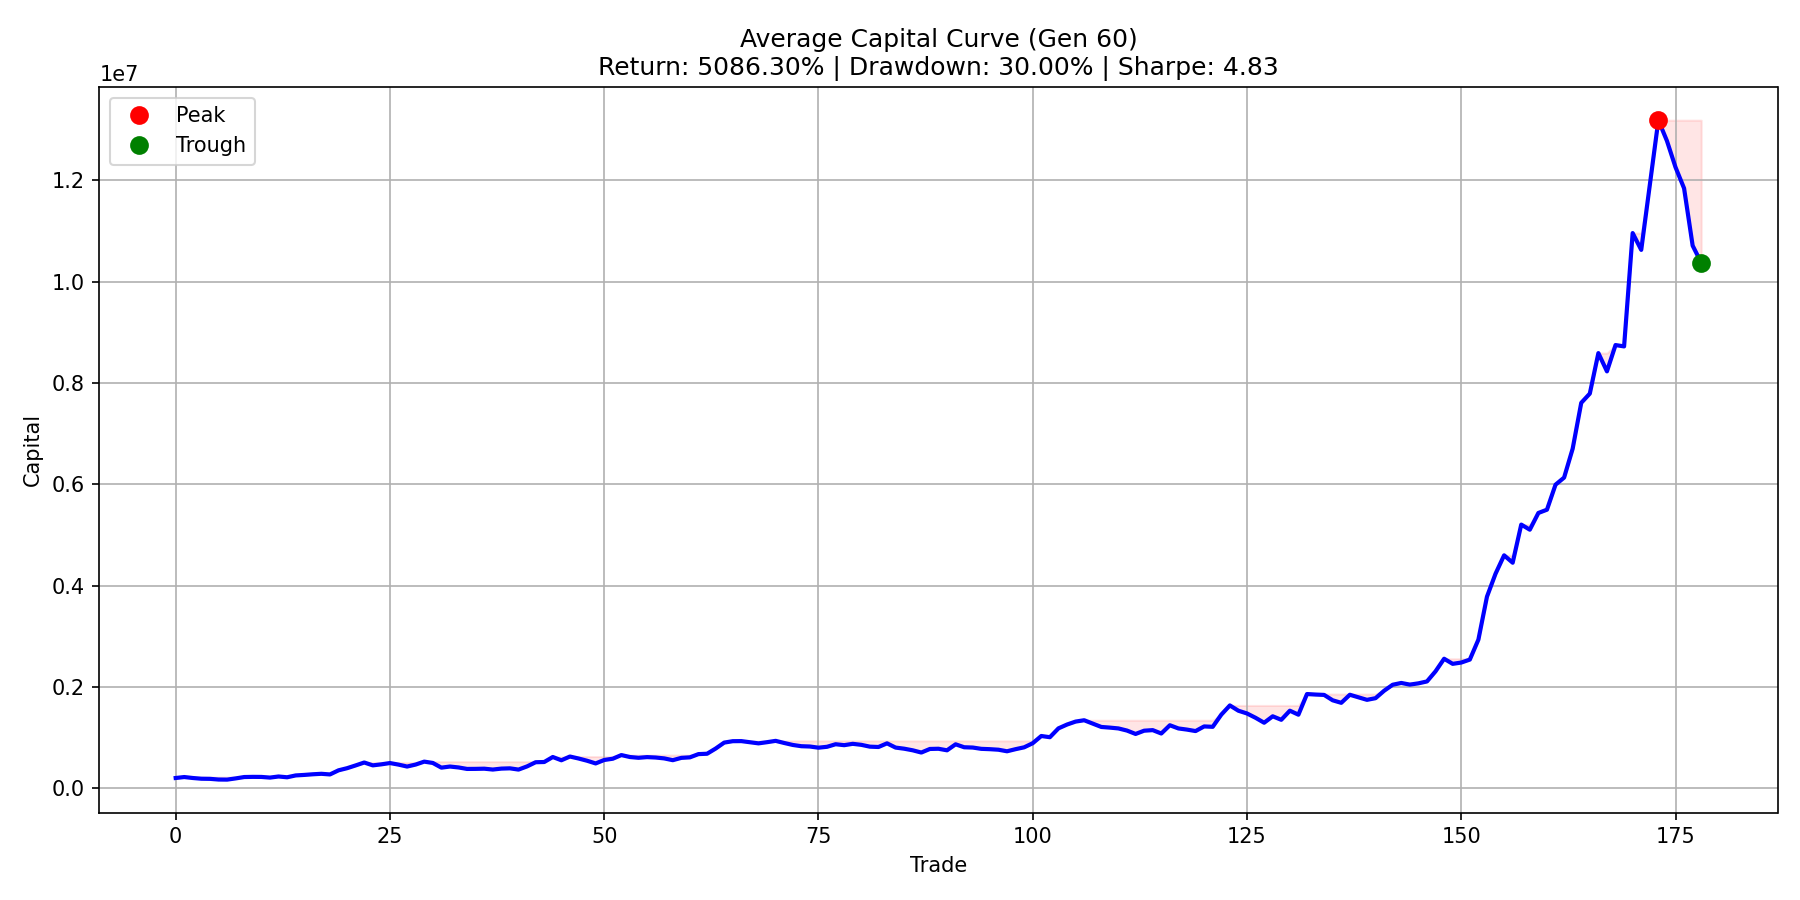 Average Capital Curve (Gen 60)
Return: 5086.30% | Drawdown: 30.00% | Sharpe: 4.83
1e7
Peak
Trough
1.2
1.0
0.8
0.6
0.4
0.2
0.0
Capital
0 25 50 75 100 125 150 175
Trade